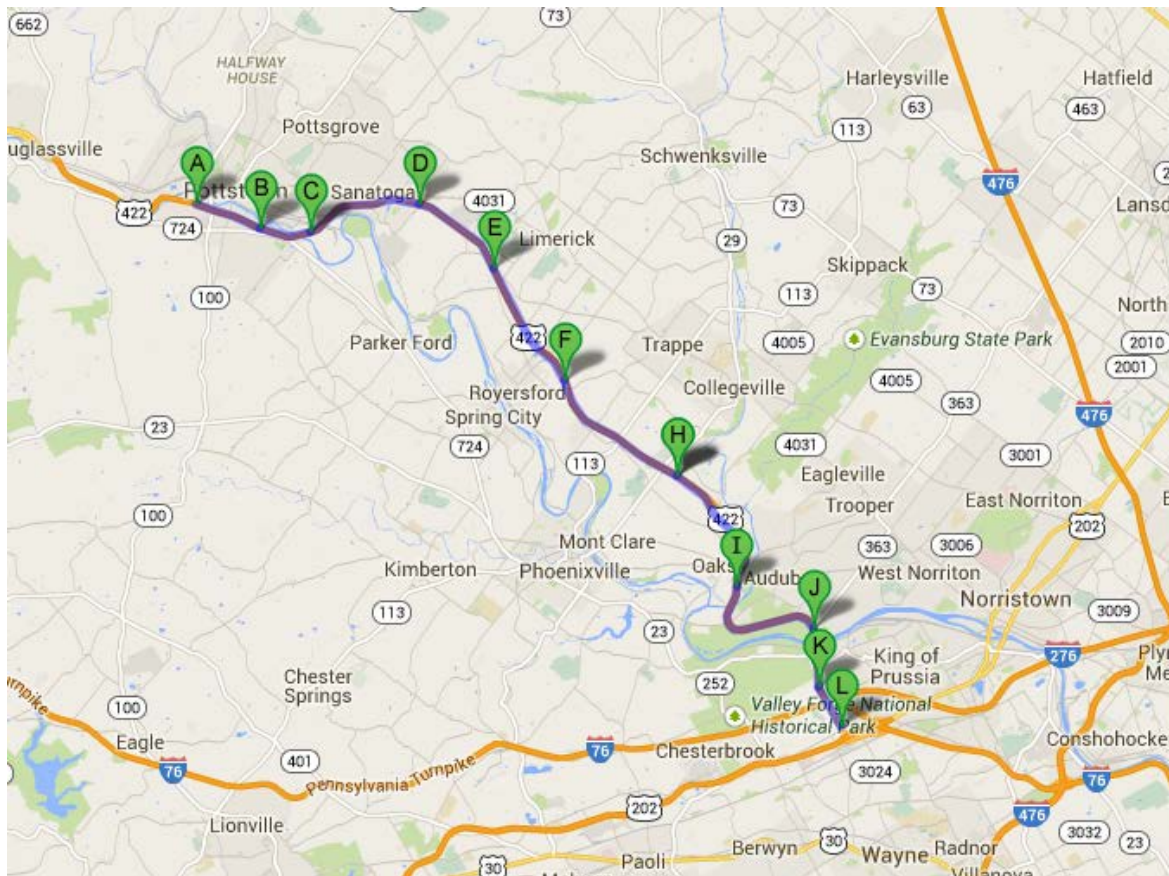 662
73
HALFWAY
HOUSE
Harleysville
Hatfield
63
463
113
Pottsgrove
uglassville
Schwenksville
A
B
C
D
Sanatoga
4031
476
422
724
73
E
Limerick
29
Lansd
Skippack
73
100
113
North
422
F
Parker Ford
Trappe
4005
Evansburg State Park
2010
2001
Royersford
Collegeville
4005
363
Spring City
476
23
724
H
4031
113
Eagleville
3001
100
422
Trooper
East Norriton
202
Mont Clare
I
363
3006
Kimberton
Phoenixville
Oaks
Audub
West Norriton
J
Norristown
113
3009
23
K
King of
Prussia
276
Ply
Me
Chester
Springs
252
L
100
Valley Forge National
Historical Park
Eagle
76
401
76
Chesterbrook
Conshohocke
Pennsylvania Turnpike
3024
76
202
476
Lionville
3032
23
30
Paoli
Berwyn
30
Wayne
Radnor
Villanova